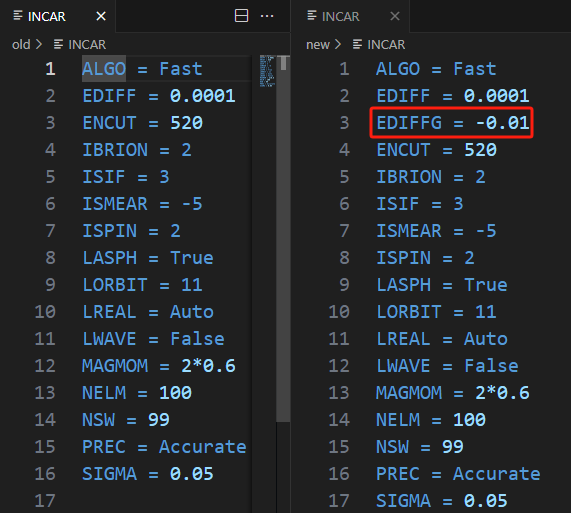 INCAR
old > INCAR
1 ALGO = Fast
2 EDIFF = 0.0001
3 ENCUT = 520
4 IBRION = 2
5 ISIF = 3
6 ISMEAR = -5
7 ISPIN = 2
8 LASPH = True
9 LORBIT = 11
10 LREAL = Auto
11 LWAVE = False
12 MAGMOM = 2*0.6
13 NELM = 100
14 NSW = 99
15 PREC = Accurate
16 SIGMA = 0.05
17
INCAR
new > INCAR
1 ALGO = Fast
2 EDIFF = 0.0001
3 EDIFFG = -0.01
4 ENCUT = 520
5 IBRION = 2
6 ISIF = 3
7 ISMEAR = -5
8 ISPIN = 2
9 LASPH = True
10 LORBIT = 11
11 LREAL = Auto
12 LWAVE = False
13 MAGMOM = 2*0.6
14 NELM = 100
15 NSW = 99
16 PREC = Accurate
17 SIGMA = 0.05